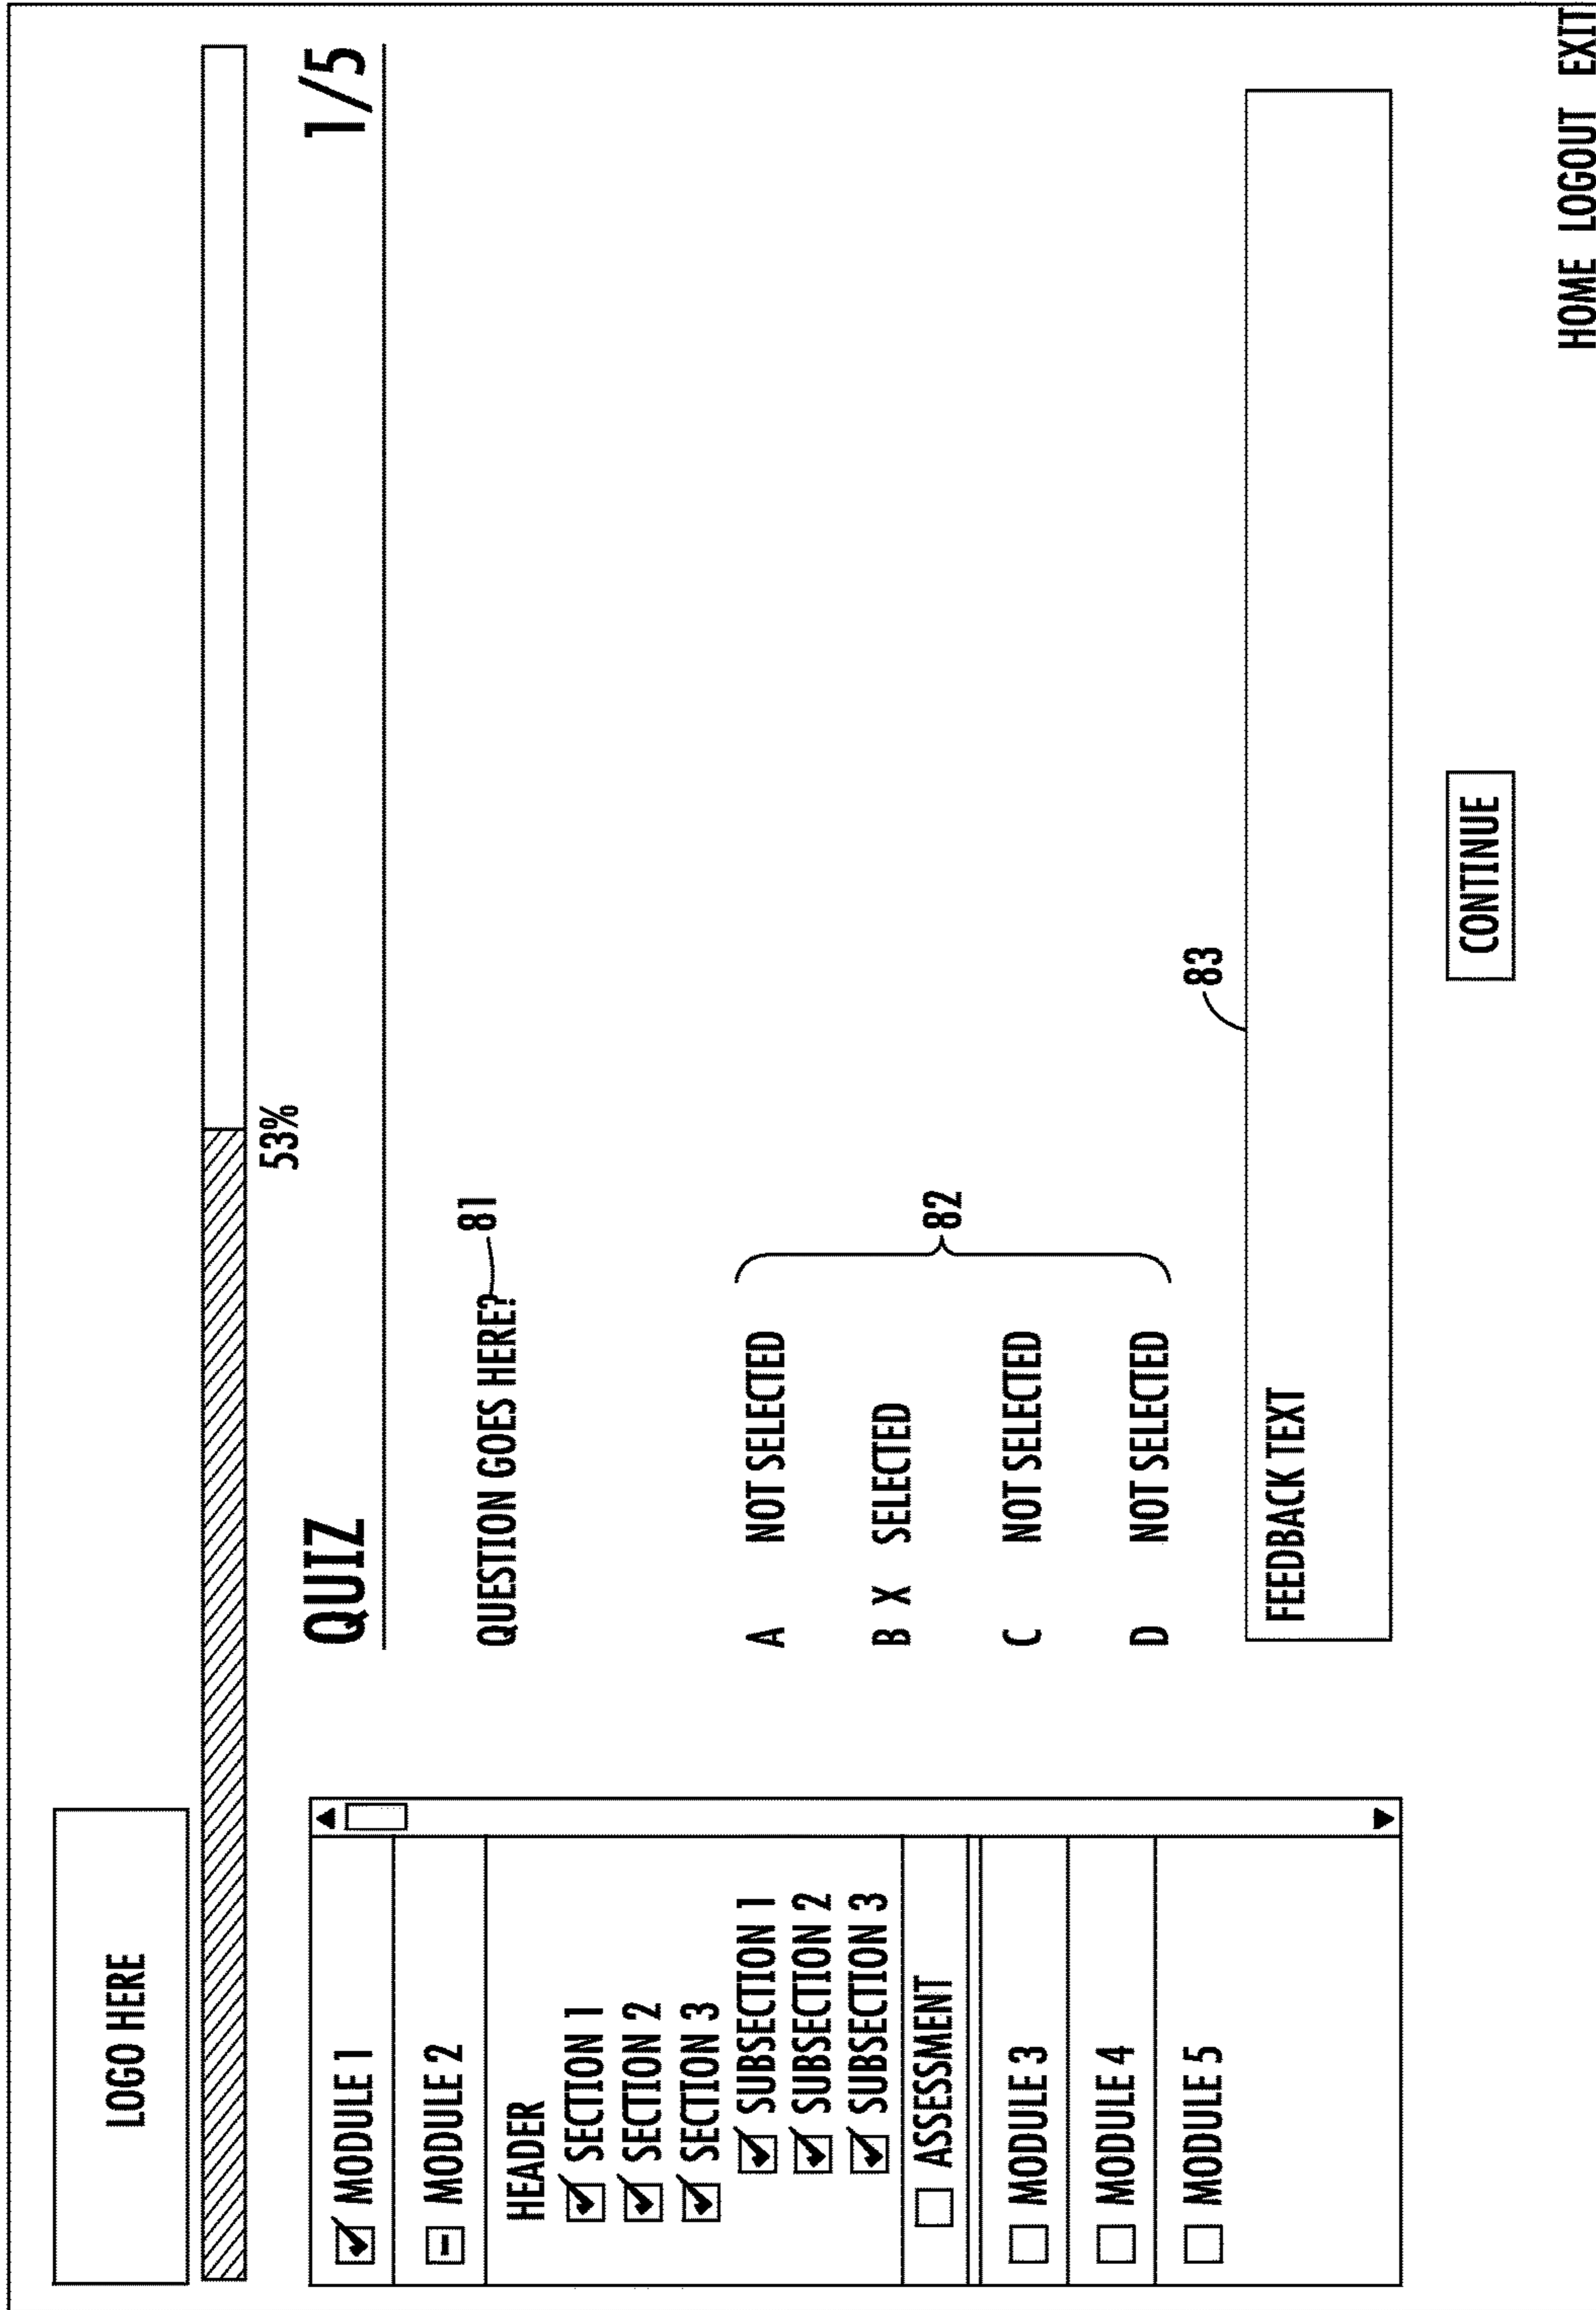 LOGO HERE
53%
MODULE 1
MODULE 2
HEADER
SECTION 1
SECTION 2
SECTION 3
SUBSECTION 1
SUBSECTION 2
SUBSECTION 3
ASSESSMENT
MODULE 3
MODULE 4
MODULE 5
QUIZ 1/5
QUESTION GOES HERE? 81
A NOT SELECTED
B X SELECTED
C NOT SELECTED
D NOT SELECTED
82
83
FEEDBACK TEXT
CONTINUE
HOME LOGOUT EXIT